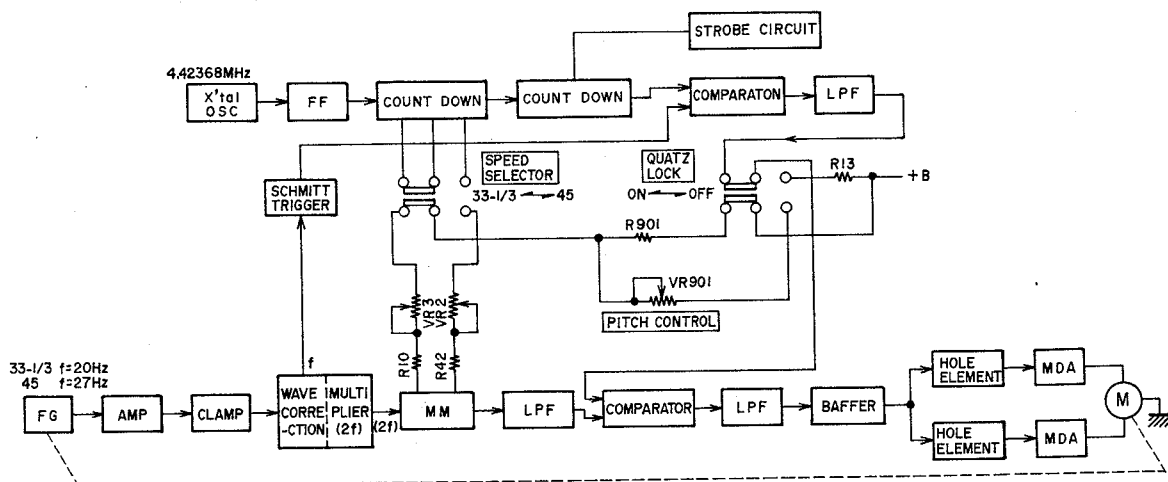 STROBE CIRCUIT
4.42368MHz
X'tal
OSC
FF
COUNT DOWN
COUNT DOWN
COMPARATON
LPF
SPEED
SELECTOR
33-1/3 45
QUATZ
LOCK
ON OFF
R13
+B
SCHMITT
TRIGGER
R901
VR901
PITCH CONTROL
VR3
VR2
R10
R42
f
33-1/3 f=20Hz
45 f=27Hz
FG
AMP
CLAMP
WAVE
CORRE
-CTION
MULTI
PLIER
(2f)
(2f)
MM
LPF
COMPARATOR
LPF
BAFFER
HOLE
ELEMENT
MDA
HOLE
ELEMENT
MDA
M